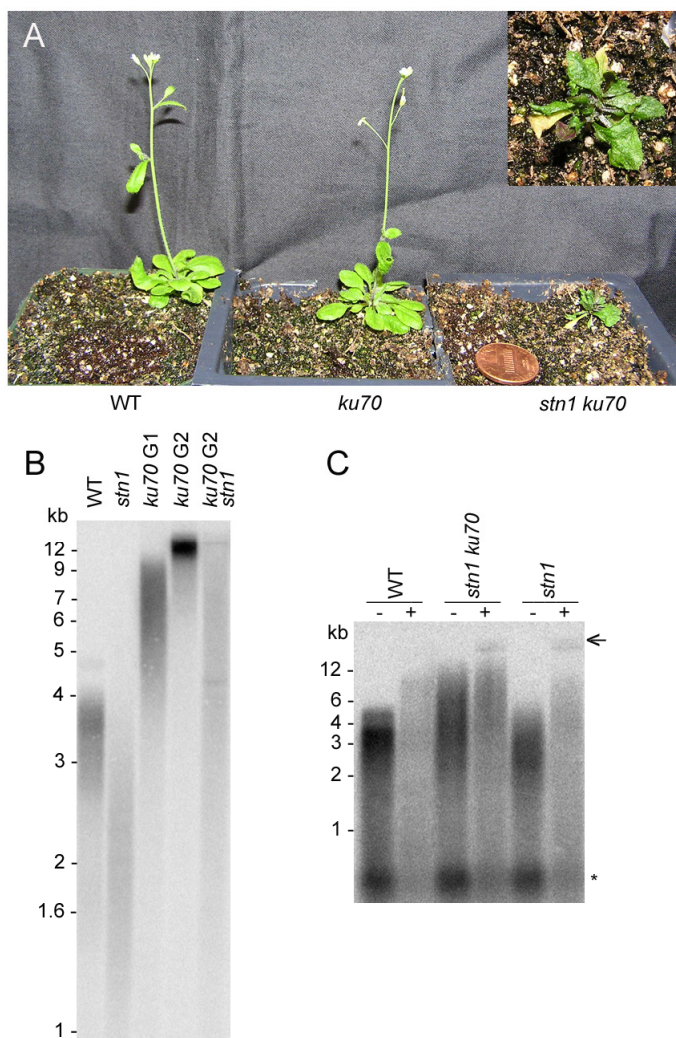 A
WT
ku70
stn1 ku70
B
WT
stn1
ku70 G1
ku70 G2
ku70 G2
stn1
kb
12 -
9 -
7 -
6 -
5 -
4 -
3 -
2 -
1.6 -
1 -
C
WT
stn1 ku70
stn1
- + - + - +
kb
12 -
6 -
4 -
3 -
2 -
1 -
*